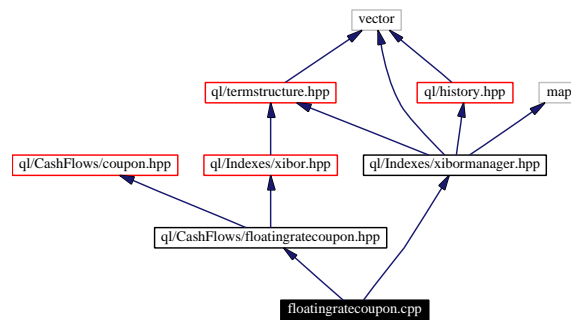 vector
ql/termstructure.hpp
ql/history.hpp
map
ql/CashFlows/coupon.hpp
ql/Indexes/xibor.hpp
ql/Indexes/xibormanager.hpp
ql/CashFlows/floatingratecoupon.hpp
floatingratecoupon.cpp